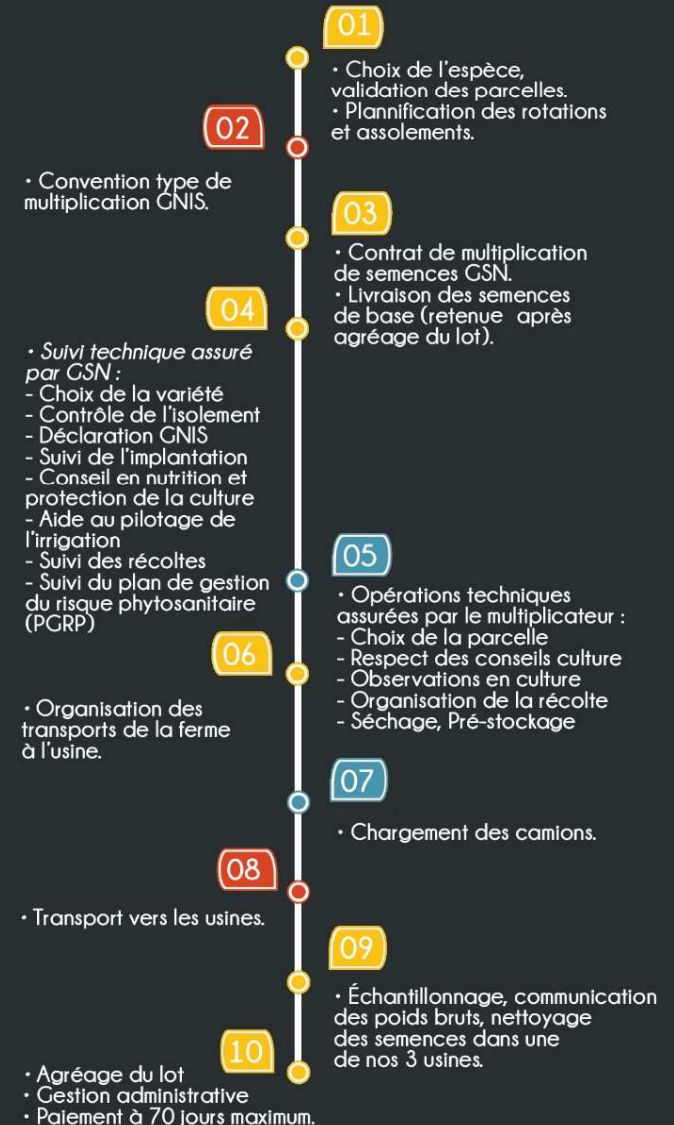 01
• Choix de l'espèce,
validation des parcelles.
• Plannification des rotations
et assolements.
02
• Convention type de
multiplication GNIS.
03
• Contrat de multiplication
de semences GSN.
• Livraison des semences
de base (retenue après
agréage du lot).
04
• Suivi technique assuré
par GSN :
- Choix de la variété
- Contrôle de l'isolement
- Déclaration GNIS
- Suivi de l'implantation
- Conseil en nutrition et
protection de la culture
- Aide au pilotage de
l'irrigation
- Suivi des récoltes
- Suivi du plan de gestion
du risque phytosanitaire
(PGRP)
05
• Opérations techniques
assurées par le multiplicateur :
- Choix de la parcelle
- Respect des conseils culture
- Observations en culture
- Organisation de la récolte
- Séchage, Pré-stockage
06
• Organisation des
transports de la ferme
à l'usine.
07
• Chargement des camions.
08
• Transport vers les usines.
09
• Échantillonnage, communication
des poids bruts, nettoyage
des semences dans une
de nos 3 usines.
10
• Agréage du lot
• Gestion administrative
• Paiement à 70 jours maximum.